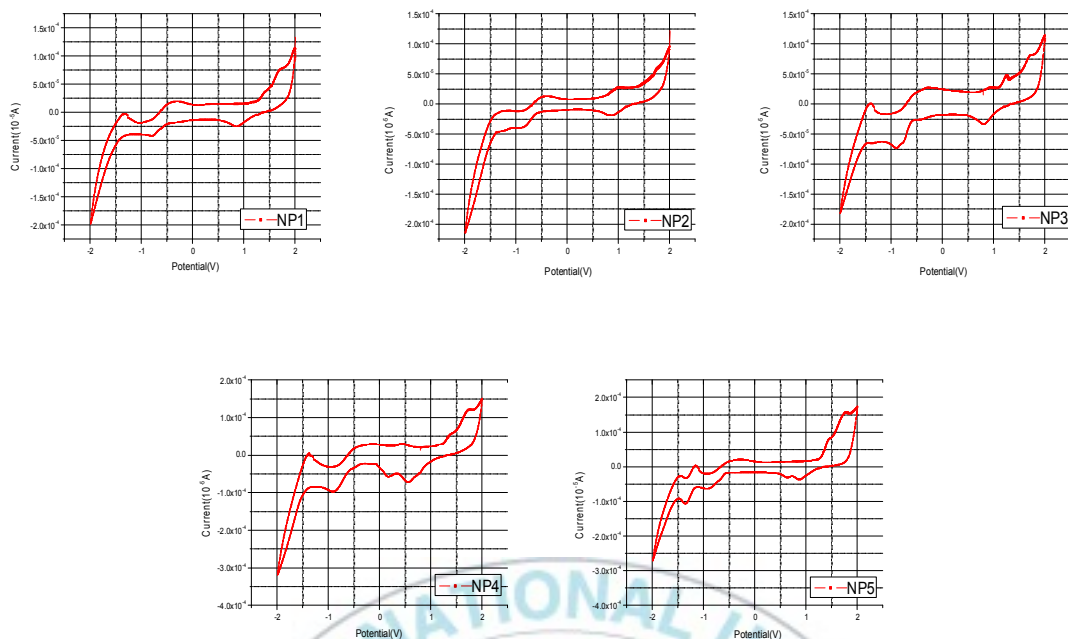 1.5x10⁻⁴
1.0x10⁻⁴
5.0x10⁻⁵
0.0
-5.0x10⁻⁵
-1.0x10⁻⁴
-1.5x10⁻⁴
-2.0x10⁻⁴
Current(10⁻⁶A)
-2 -1 0 1 2
Potential(V)
NP1
1.5x10⁻⁴
1.0x10⁻⁴
5.0x10⁻⁵
0.0
-5.0x10⁻⁵
-1.0x10⁻⁴
-1.5x10⁻⁴
-2.0x10⁻⁴
Current(10⁻⁶A)
-2 -1 0 1 2
Potential(V)
NP2
1.5x10⁻⁴
1.0x10⁻⁴
5.0x10⁻⁵
0.0
-5.0x10⁻⁵
-1.0x10⁻⁴
-1.5x10⁻⁴
-2.0x10⁻⁴
Current(10⁻⁶A)
-2 -1 0 1 2
Potential(V)
NP3
2.0x10⁻⁴
1.0x10⁻⁴
0.0
-1.0x10⁻⁴
-2.0x10⁻⁴
-3.0x10⁻⁴
-4.0x10⁻⁴
Current(10⁻⁶A)
-2 -1 0 1 2
Potential(V)
NP4
2.0x10⁻⁴
1.0x10⁻⁴
0.0
-1.0x10⁻⁴
-2.0x10⁻⁴
-3.0x10⁻⁴
-4.0x10⁻⁴
Current(10⁻⁶A)
-2 -1 0 1 2
Potential(V)
NP5
NATIONAL